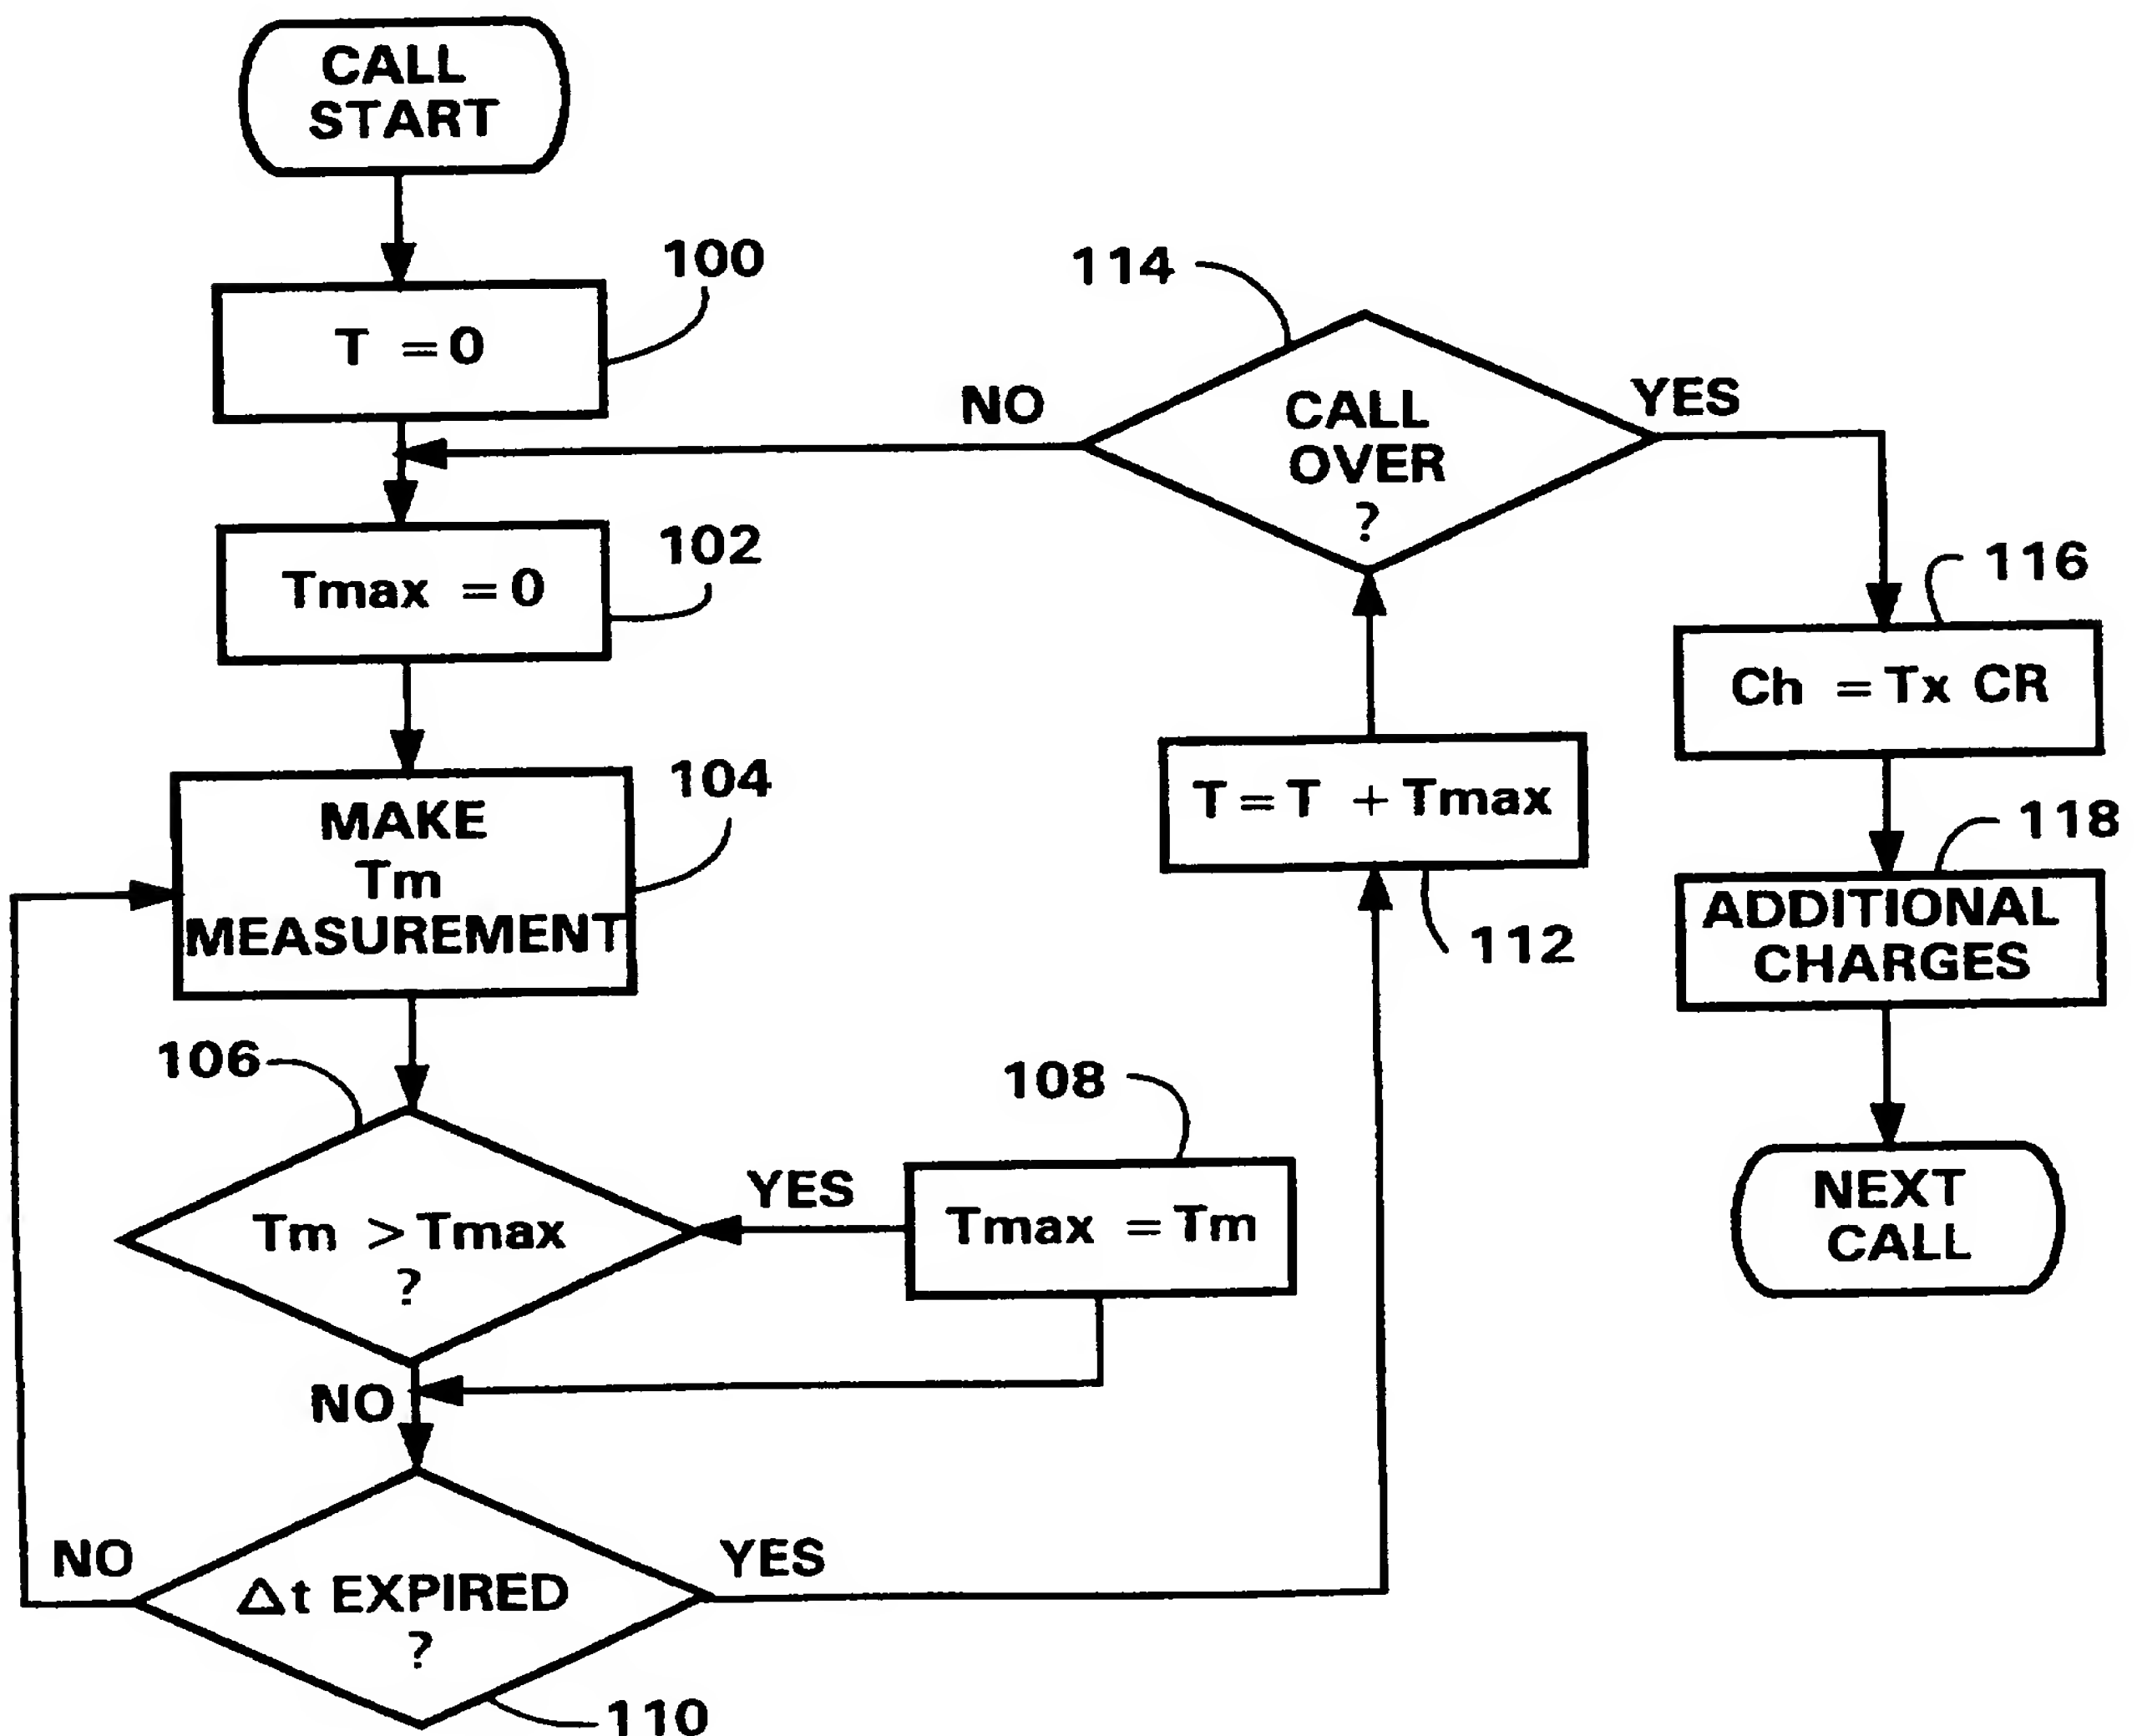 CALL
START
100
T = 0
102
Tmax = 0
104
MAKE
Tm
MEASUREMENT
106
Tm > Tmax
?
YES
108
Tmax = Tm
NO
Δt EXPIRED
?
NO
YES
110
112
T = T + Tmax
114
CALL
OVER
?
NO
YES
116
Ch = Tx CR
118
ADDITIONAL
CHARGES
NEXT
CALL